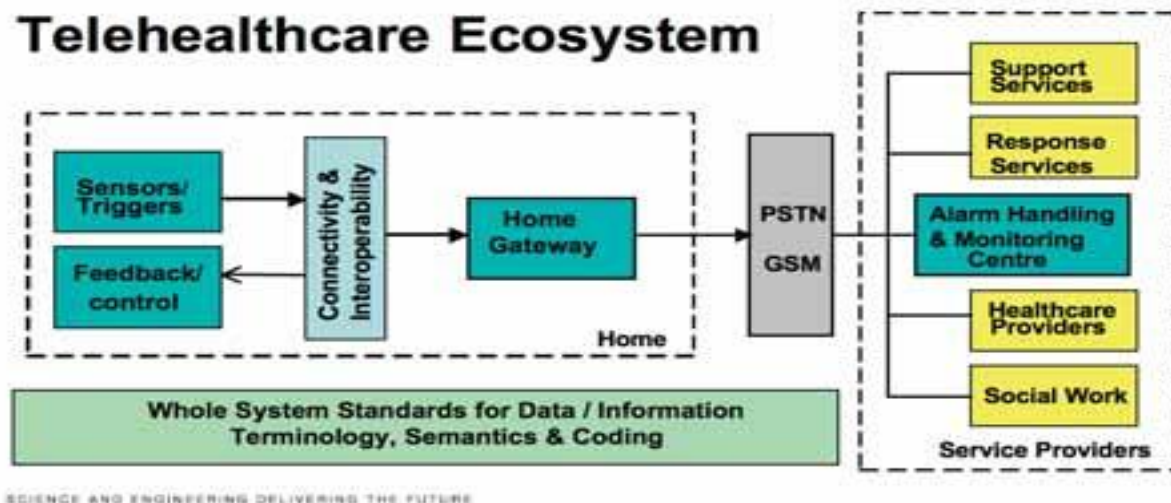 Telehealthcare Ecosystem
Sensors/
Triggers
Feedback/
control
Connectivity &
Interoperability
Home
Gateway
Home
PSTN
GSM
Support
Services
Response
Services
Alarm Handling
& Monitoring
Centre
Healthcare
Providers
Social Work
Service Providers
Whole System Standards for Data / Information
Terminology, Semantics & Coding
SCIENCE AND ENGINEERING DELIVERING THE FUTURE